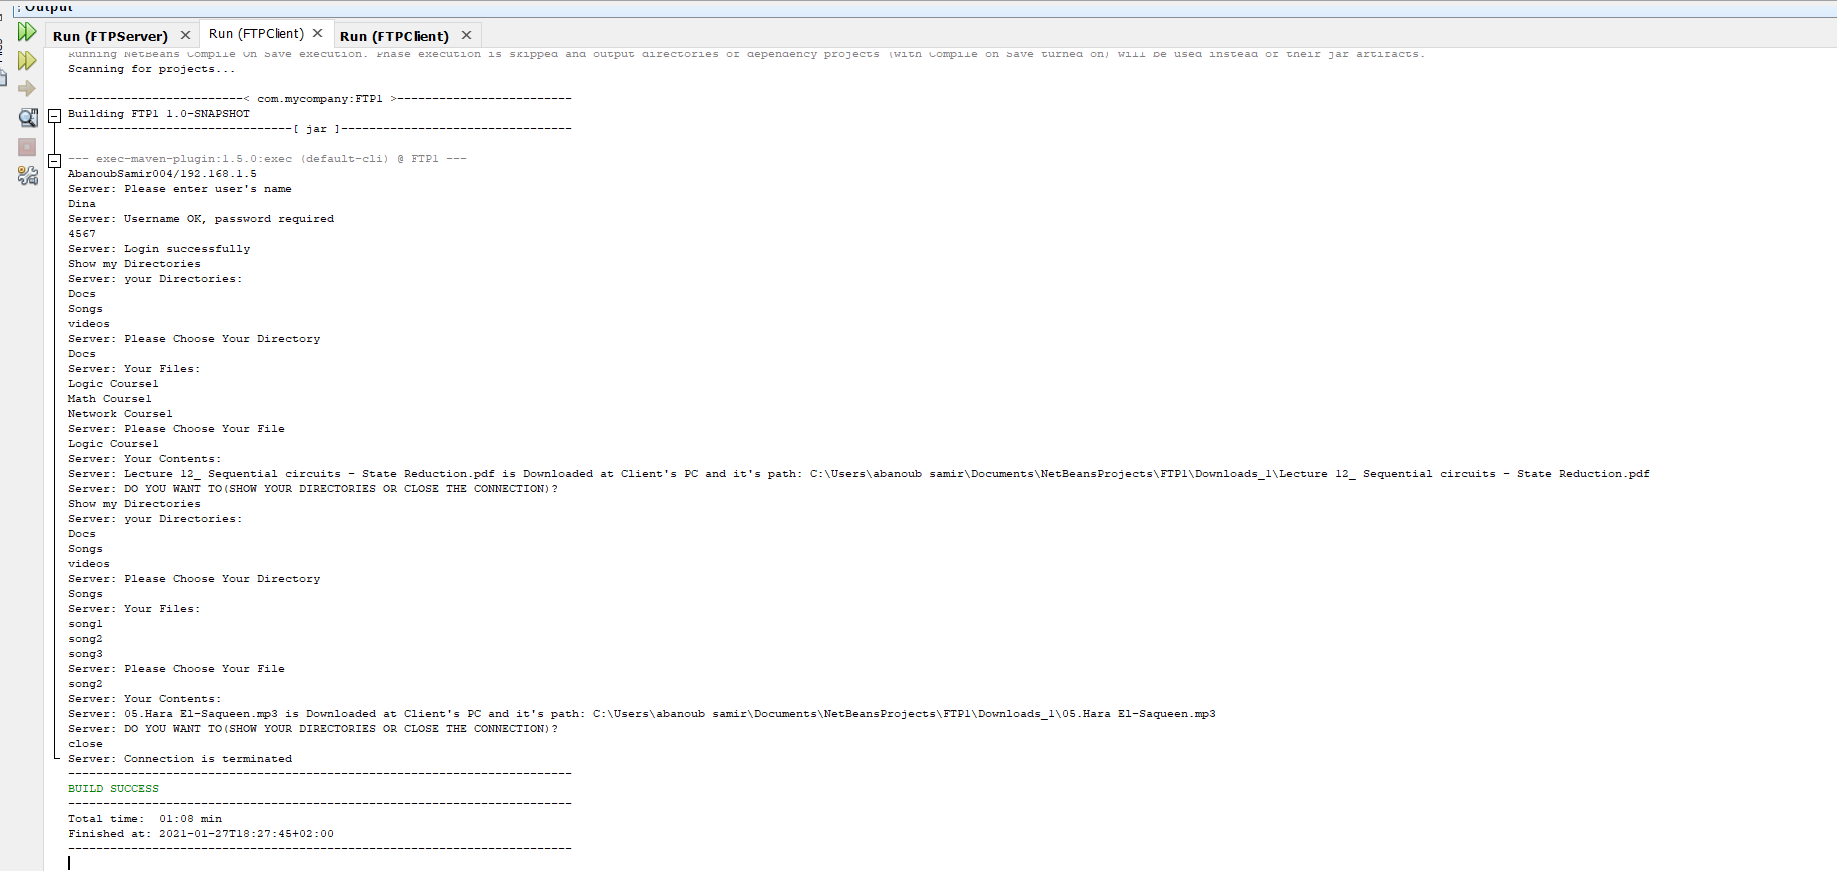 Output
Run (FTPServer) × Run (FTPClient) × Run (FTPClient) ×
Running NetBeans Compile On Save execution. Phase execution is skipped and output directories of dependency projects (with Compile on Save turned on) will be used instead of their jar artifacts.
Scanning for projects...
-------------------------< com.mycompany:FTP1 >-------------------------
Building FTP1 1.0-SNAPSHOT
--------------------------------[ jar ]---------------------------------
--- exec-maven-plugin:1.5.0:exec (default-cli) @ FTP1 ---
AbanoubSamir004/192.168.1.5
Server: Please enter user's name
Dina
Server: Username OK, password required
4567
Server: Login successfully
Show my Directories
Server: your Directories:
Docs
Songs
videos
Server: Please Choose Your Directory
Docs
Server: Your Files:
Logic Course1
Math Course1
Network Course1
Server: Please Choose Your File
Logic Course1
Server: Your Contents:
Server: Lecture 12_ Sequential circuits - State Reduction.pdf is Downloaded at Client's PC and it's path: C:\Users\abanoub samir\Documents\NetBeansProjects\FTP1\Downloads_1\Lecture 12_ Sequential circuits - State Reduction.pdf
Server: DO YOU WANT TO(SHOW YOUR DIRECTORIES OR CLOSE THE CONNECTION)?
Show my Directories
Server: your Directories:
Docs
Songs
videos
Server: Please Choose Your Directory
Songs
Server: Your Files:
song1
song2
song3
Server: Please Choose Your File
song2
Server: Your Contents:
Server: 05.Hara El-Saqueen.mp3 is Downloaded at Client's PC and it's path: C:\Users\abanoub samir\Documents\NetBeansProjects\FTP1\Downloads_1\05.Hara El-Saqueen.mp3
Server: DO YOU WANT TO(SHOW YOUR DIRECTORIES OR CLOSE THE CONNECTION)?
close
Server: Connection is terminated
------------------------------------------------------------------------
BUILD SUCCESS
------------------------------------------------------------------------
Total time:  01:08 min
Finished at: 2021-01-27T18:27:45+02:00
------------------------------------------------------------------------